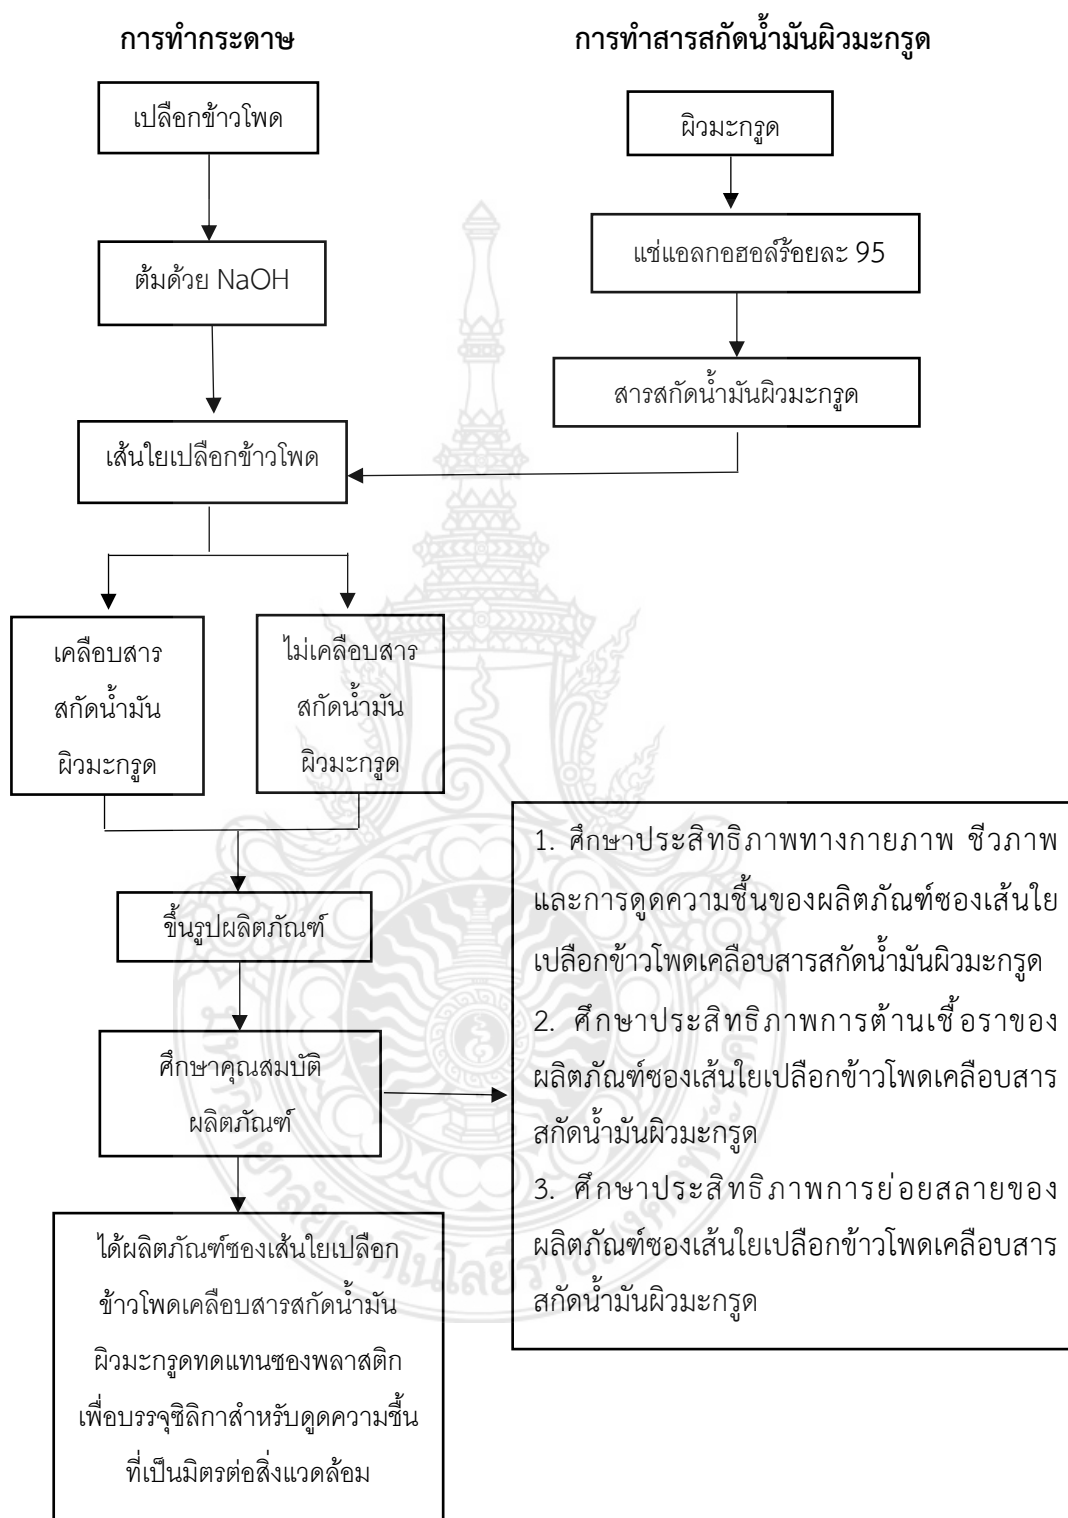 การทำกระดาษ
การทำสารสกัดน้ำมันผิวมะกรูด
เปลือกข้าวโพด
ผิวมะกรูด
ต้มด้วย NaOH
แช่แอลกอฮอล์ร้อยละ 95
เส้นใยเปลือกข้าวโพด
สารสกัดน้ำมันผิวมะกรูด
เคลือบสาร
สกัดน้ำมัน
ผิวมะกรูด
ไม่เคลือบสาร
สกัดน้ำมัน
ผิวมะกรูด
ขึ้นรูปผลิตภัณฑ์
ศึกษาคุณสมบัติ
ผลิตภัณฑ์
1. ศึกษาประสิทธิภาพทางกายภาพ ชีวภาพ
และการดูดความชื้นของผลิตภัณฑ์ซองเส้นใย
เปลือกข้าวโพดเคลือบสารสกัดน้ำมันผิวมะกรูด
2. ศึกษาประสิทธิภาพการต้านเชื้อราของ
ผลิตภัณฑ์ซองเส้นใยเปลือกข้าวโพดเคลือบสาร
สกัดน้ำมันผิวมะกรูด
3. ศึกษาประสิทธิภาพการย่อยสลายของ
ผลิตภัณฑ์ซองเส้นใยเปลือกข้าวโพดเคลือบสาร
สกัดน้ำมันผิวมะกรูด
ได้ผลิตภัณฑ์ซองเส้นใยเปลือก
ข้าวโพดเคลือบสารสกัดน้ำมัน
ผิวมะกรูดทดแทนซองพลาสติก
เพื่อบรรจุซิลิกาสำหรับดูดความชื้น
ที่เป็นมิตรต่อสิ่งแวดล้อม